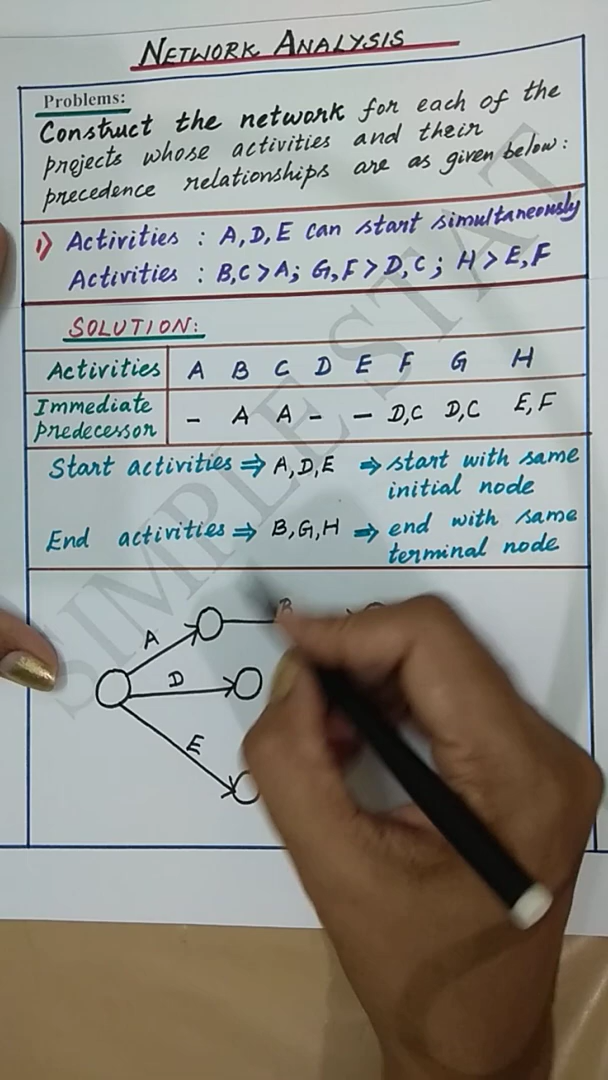 NETWORK ANALYSIS
Problems:
Construct the network for each of the
projects whose activities and their
precedence relationships are as given below:
1) Activities : A, D, E can start simultaneously
Activities : B, C > A; G, F > D, C ; H > E, F
SOLUTION:
Activities A B C D E F G H
Immediate predecessor – A A – – D,C D,C E, F
Start activities ⇒ A, D, E ⇒ start with same
initial node
End activities ⇒ B, G, H ⇒ end with same
terminal node
A B
D
E
SIMPLE STAT